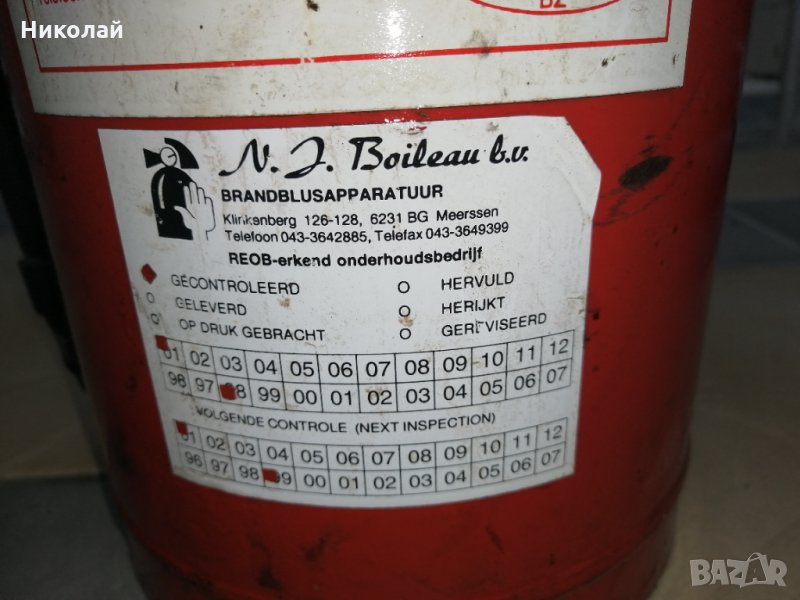 Николай
BZ
N. J. Boileau b.v.
BRANDBLUSAPPARATUUR
Klinkenberg 126-128, 6231 BG Meerssen
Telefoon 043-3642885, Telefax 043-3649399
REOB-erkend onderhoudsbedrijf
GECONTROLEERD O HERVULD
O GELEVERD O HERIJKT
O OP DRUK GEBRACHT O GEREVISEERD
01 02 03 04 05 06 07 08 09 10 11 12
96 97 98 99 00 01 02 03 04 05 06 07
VOLGENDE CONTROLE (NEXT INSPECTION)
01 02 03 04 05 06 07 08 09 10 11 12
96 97 98 99 00 01 02 03 04 05 06 07
BAZAR